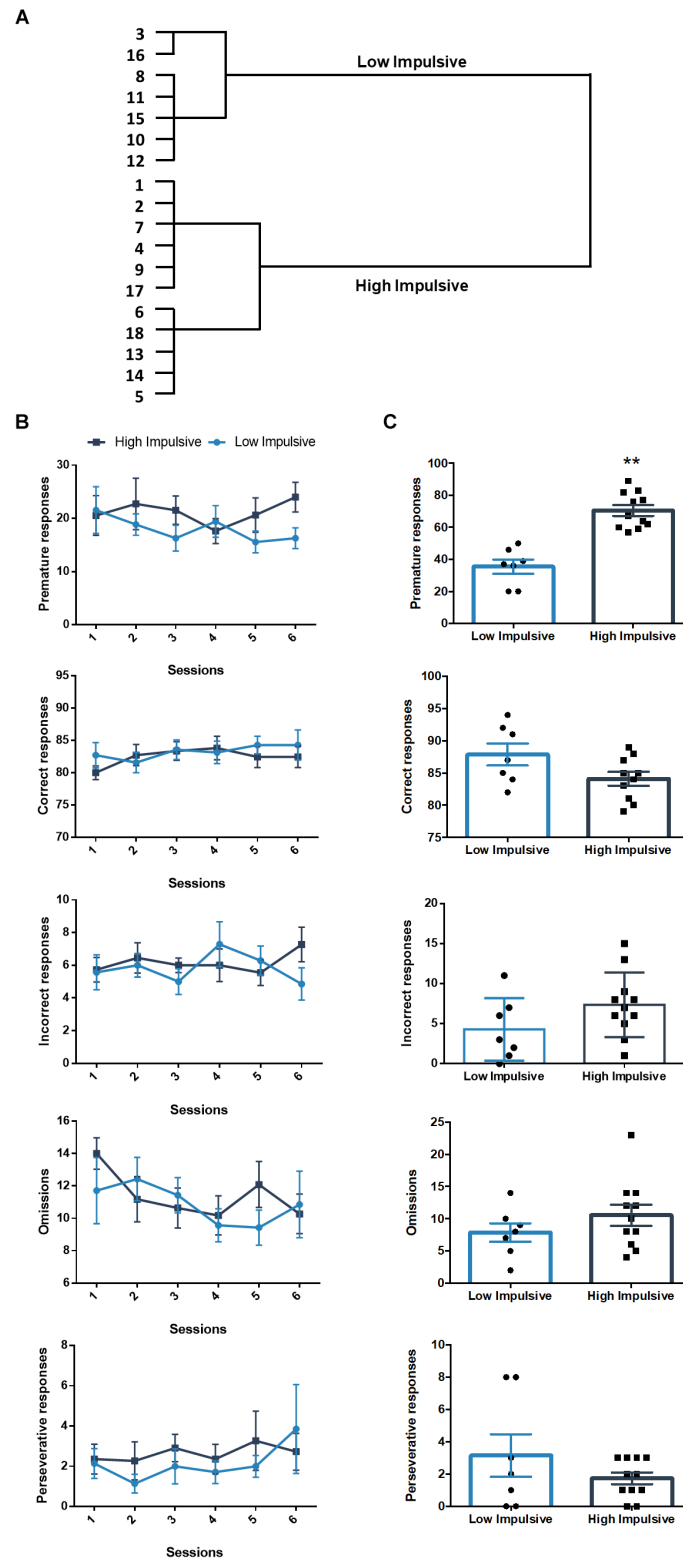 A
3
16
Low Impulsive
8
11
15
10
12
1
2
7
4
9
High Impulsive
17
6
18
13
14
5
B
C
High Impulsive Low Impulsive
**
Premature responses
30
20
10
0
1 2 3 4 5 6
Sessions
Premature responses
100
80
60
40
20
0
Low Impulsive High Impulsive
Correct responses
95
90
85
80
75
70
1 2 3 4 5 6
Sessions
Correct responses
100
95
90
85
80
75
Low Impulsive High Impulsive
Incorrect responses
10
8
6
4
2
0
1 2 3 4 5 6
Sessions
Incorrect responses
20
15
10
5
0
Low Impulsive High Impulsive
Omissions
16
14
12
10
8
6
1 2 3 4 5 6
Sessions
Omissions
25
20
15
10
5
0
Low Impulsive High Impulsive
Perseverative responses
8
6
4
2
0
1 2 3 4 5 6
Sessions
Perseverative responses
10
8
6
4
2
0
Low Impulsive High Impulsive